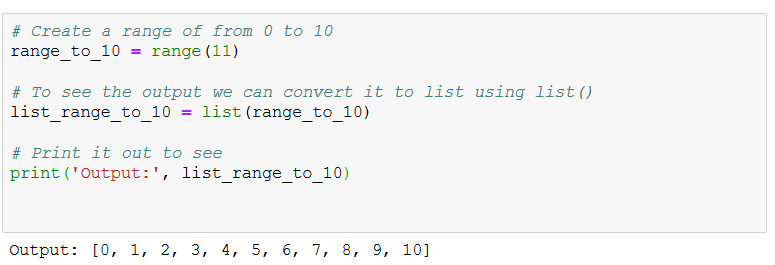 # Create a range of from 0 to 10
range_to_10 = range(11)
# To see the output we can convert it to list using list()
list_range_to_10 = list(range_to_10)
# Print it out to see
print('Output:', list_range_to_10)
Output: [0, 1, 2, 3, 4, 5, 6, 7, 8, 9, 10]